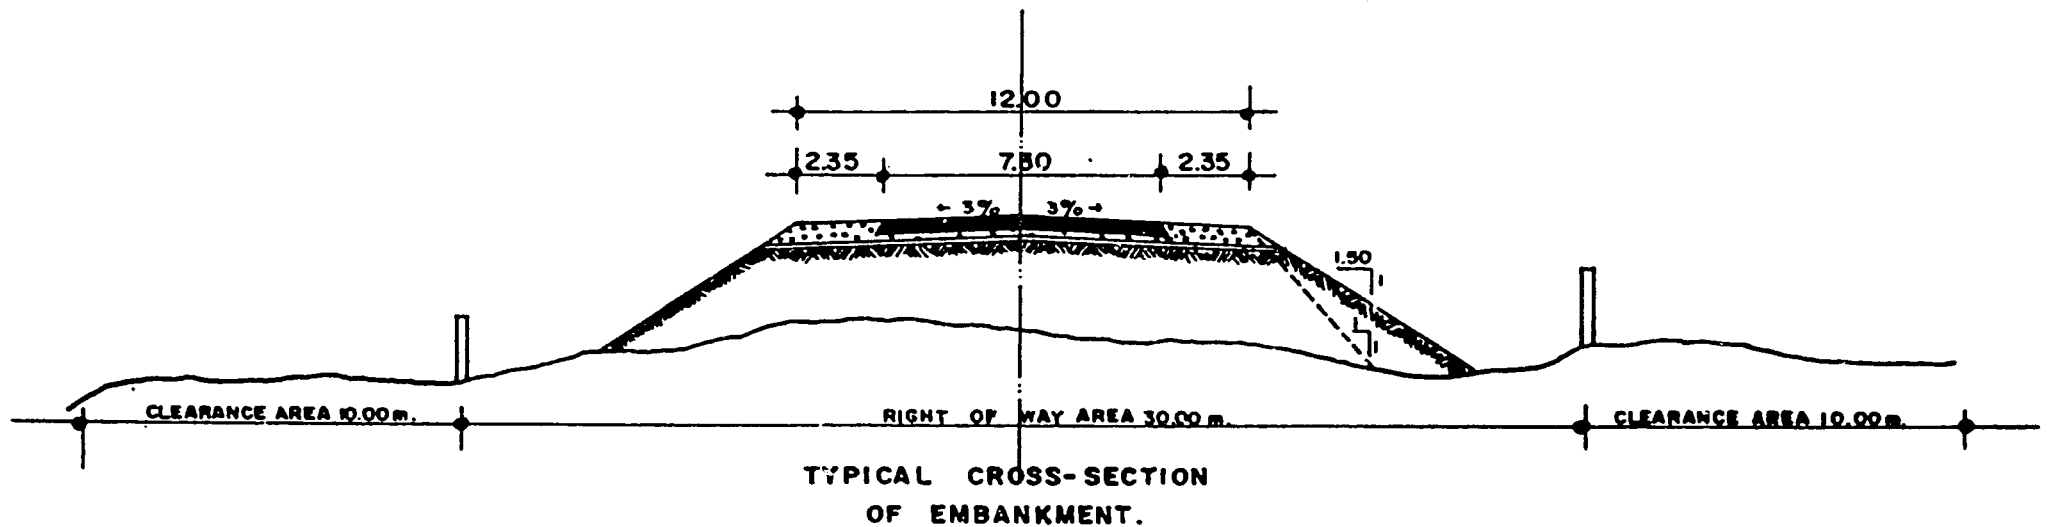 12.00
2.35 7.30 2.35
← 3% 3% →
1.50
1
1
1
CLEARANCE AREA 10.00 m. RIGHT OF WAY AREA 30.00 m. CLEARANCE AREA 10.00 m.
TYPICAL CROSS-SECTION
OF EMBANKMENT.